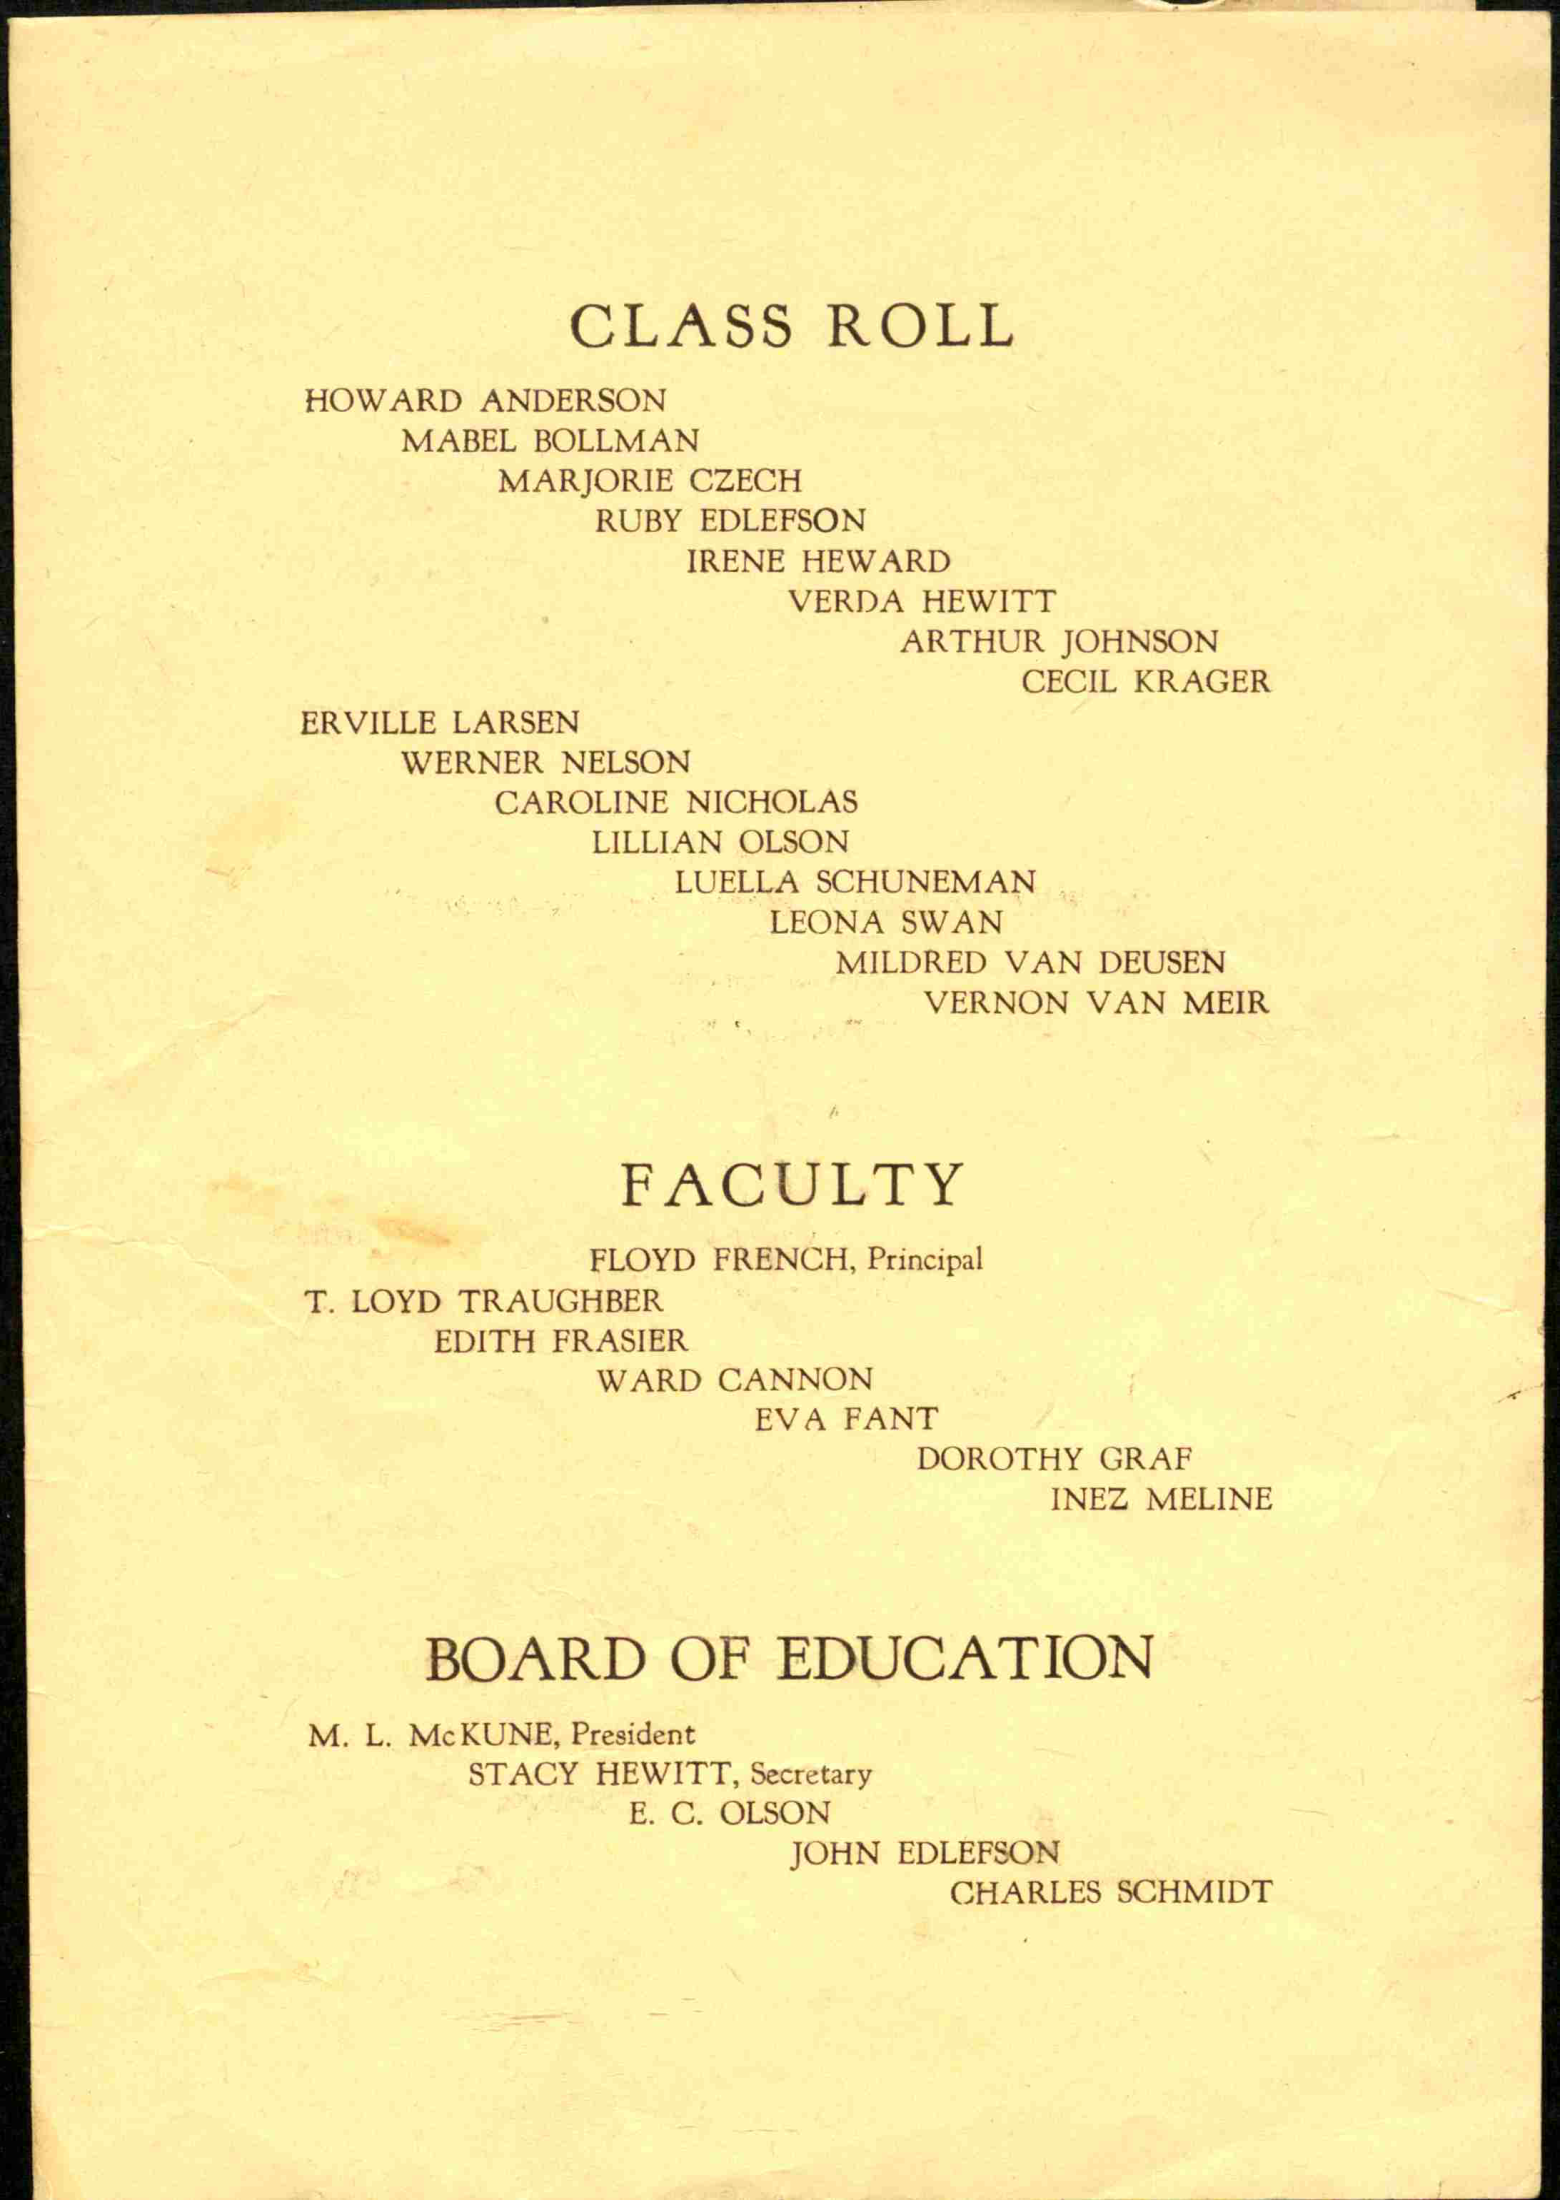 CLASS ROLL
HOWARD ANDERSON
MABEL BOLLMAN
MARJORIE CZECH
RUBY EDLEFSON
IRENE HEWARD
VERDA HEWITT
ARTHUR JOHNSON
CECIL KRAGER
ERVILLE LARSEN
WERNER NELSON
CAROLINE NICHOLAS
LILLIAN OLSON
LUELLA SCHUNEMAN
LEONA SWAN
MILDRED VAN DEUSEN
VERNON VAN MEIR
FACULTY
FLOYD FRENCH, Principal
T. LOYD TRAUGHBER
EDITH FRASIER
WARD CANNON
EVA FANT
DOROTHY GRAF
INEZ MELINE
BOARD OF EDUCATION
M. L. McKUNE, President
STACY HEWITT, Secretary
E. C. OLSON
JOHN EDLEFSON
CHARLES SCHMIDT